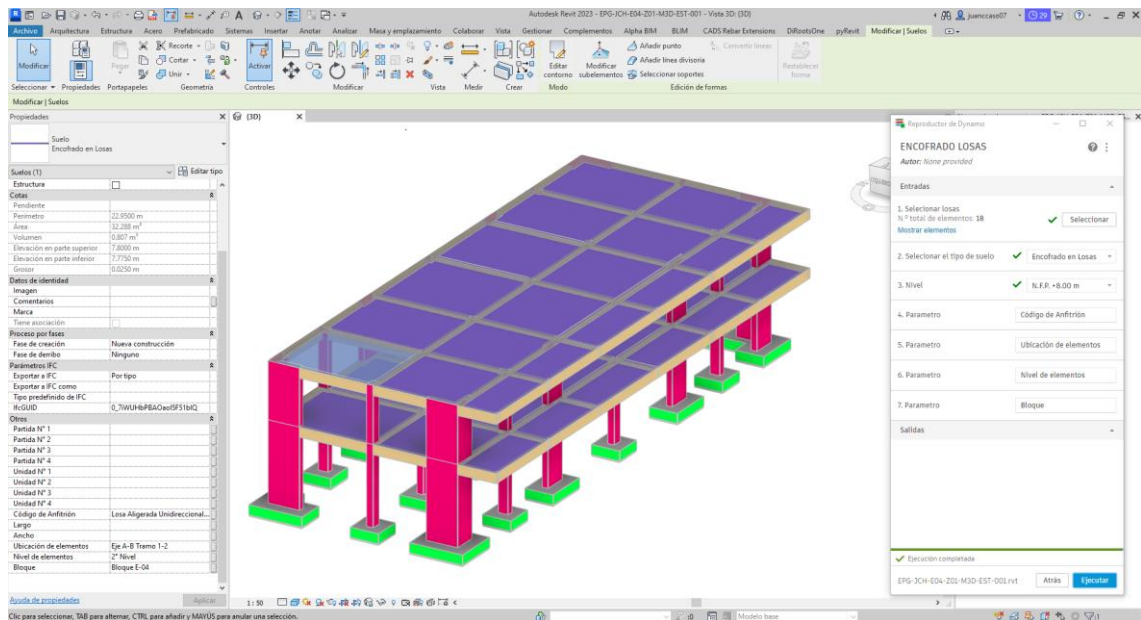 Autodesk Revit 2023 - EPG-JCH-E04-Z01-M3D-EST-001 - Vista 3D: {3D}
juanccaso07
29
Archivo Arquitectura Estructura Acero Prefabricado Sistemas Insertar Anotar Analizar Masa y emplazamiento Colaborar Vista Gestionar Complementos Alpha BIM BLIM CADS Rebar Extensions DiRootsOne pyRevit Modificar | Suelos
Modificar
Pegar
Recorte
Cortar
Unir
Activar
Editar contorno
Modificar subelementos
Añadir punto
Añadir línea divisoria
Seleccionar soportes
Convertir líneas
Restablecer forma
Seleccionar Propiedades Portapapeles Geometría Controles Modificar Vista Medir Crear Modo Edición de formas
Modificar | Suelos
Propiedades
{3D}
Suelo
Encofrado en Losas
Suelos (1) Editar tipo
Estructura
Cotas
Pendiente
Perímetro 22.9500 m
Área 32.288 m²
Volumen 0.807 m³
Elevación en parte superior 7.8000 m
Elevación en parte inferior 7.7750 m
Grosor 0.0250 m
Datos de identidad
Imagen
Comentarios
Marca
Tiene asociación
Proceso por fases
Fase de creación Nueva construcción
Fase de derribo Ninguno
Parámetros IFC
Exportar a IFC Por tipo
Exportar a IFC como
Tipo predefinido de IFC
IfcGUID
Otros
Partida N° 1
Partida N° 2
Partida N° 3
Partida N° 4
Unidad N° 1
Unidad N° 2
Unidad N° 3
Unidad N° 4
Código de Anfitrión Losa Aligerada Unidireccional...
Largo
Ancho
Ubicación de elementos Eje A-B Tramo 1-2
Nivel de elementos 2° Nivel
Bloque Bloque E-04
Ayuda de propiedades Aplicar
1 : 50
Clic para seleccionar, TAB para alternar, CTRL para añadir y MAYÚS para anular una selección.
:0
Modelo base
Reproductor de Dynamo
ENCOFRADO LOSAS
Autor: None provided
Entradas
1. Selecionar losas
N.º total de elementos: 18
Seleccionar
Mostrar elementos
2. Selecionar el tipo de suelo Encofrado en Losas
3. Nivel N.F.P. +8.00 m
4. Parametro Código de Anfitrión
5. Parametro Ubicación de elementos
6. Parametro Nivel de elementos
7. Parametro Bloque
Salidas
Ejecución completada
EPG-JCH-E04-Z01-M3D-EST-001.rvt Atrás Ejecutar